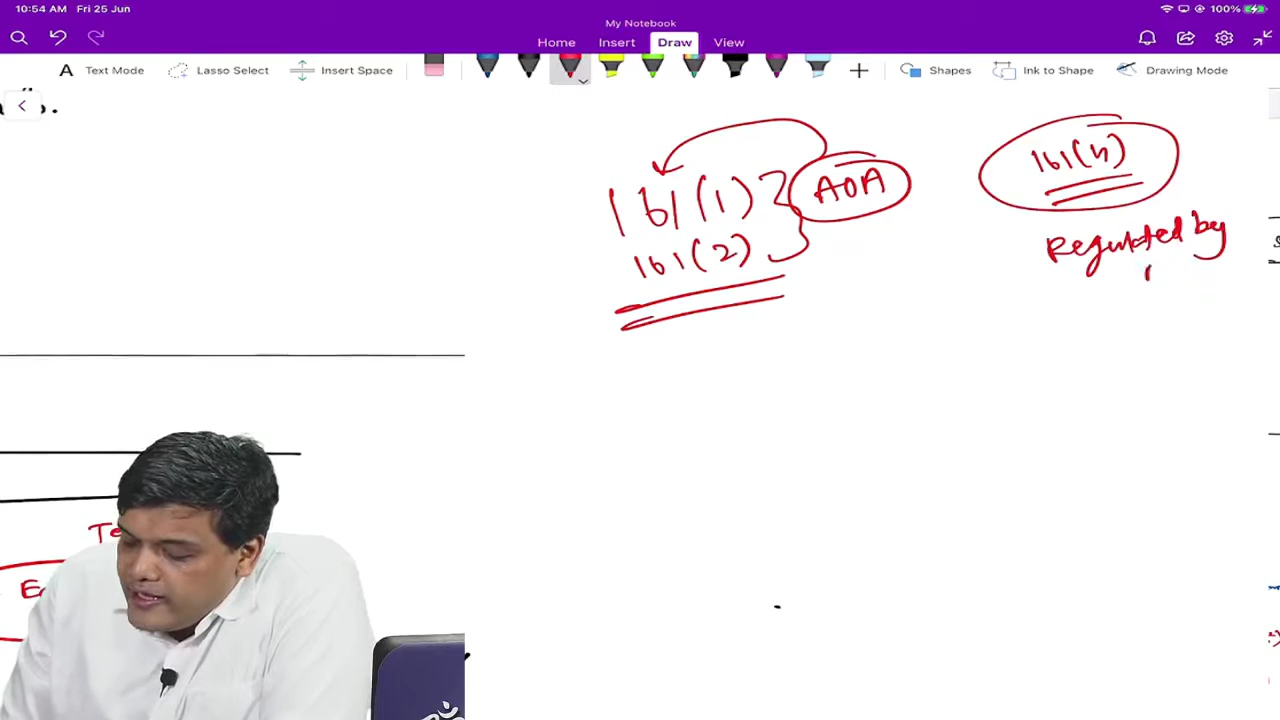 10:54 AM Fri 25 Jun
100%
My Notebook
Home Insert Draw View
A Text Mode Lasso Select Insert Space Shapes Ink to Shape Drawing Mode
161(1)
AOA
161(2)
161(4)
Regulated by
ॐ